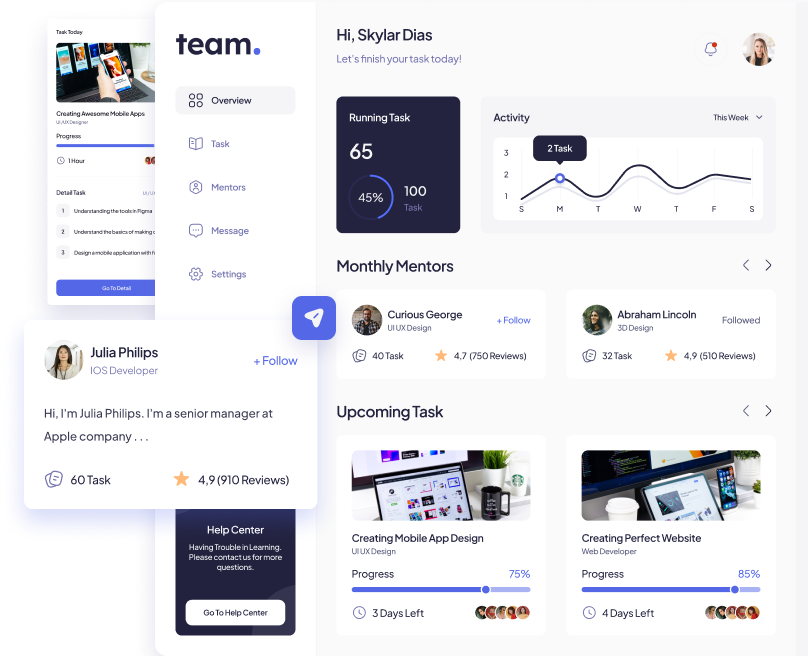 Task Today
Creating Awesome Mobile Apps
UI/UX Designer
Progress
1 Hour
Detail Task
UI/U
1 Understanding the tools in Figma
2 Understand the basics of making
3 Design a mobile application with
Go To Detail
team.
Overview
Task
Mentors
Message
Settings
Julia Philips
IOS Developer
+ Follow
Hi, I'm Julia Philips. I'm a senior manager at
Apple company . . .
60 Task
4,9 (910 Reviews)
Help Center
Having Trouble in Learning.
Please contact us for more
questions.
Go To Help Center
Hi, Skylar Dias
Let's finish your task today!
Running Task
65
45%
100
Task
Activity
This Week
2 Task
3
2
1
S M T W T F S
Monthly Mentors
Curious George
UI UX Design
+ Follow
40 Task
4,7 (750 Reviews)
Abraham Lincoln
3D Design
Followed
32 Task
4,9 (510 Reviews)
Upcoming Task
Creating Mobile App Design
UI UX Design
Progress 75%
3 Days Left
Creating Perfect Website
Web Developer
Progress 85%
4 Days Left